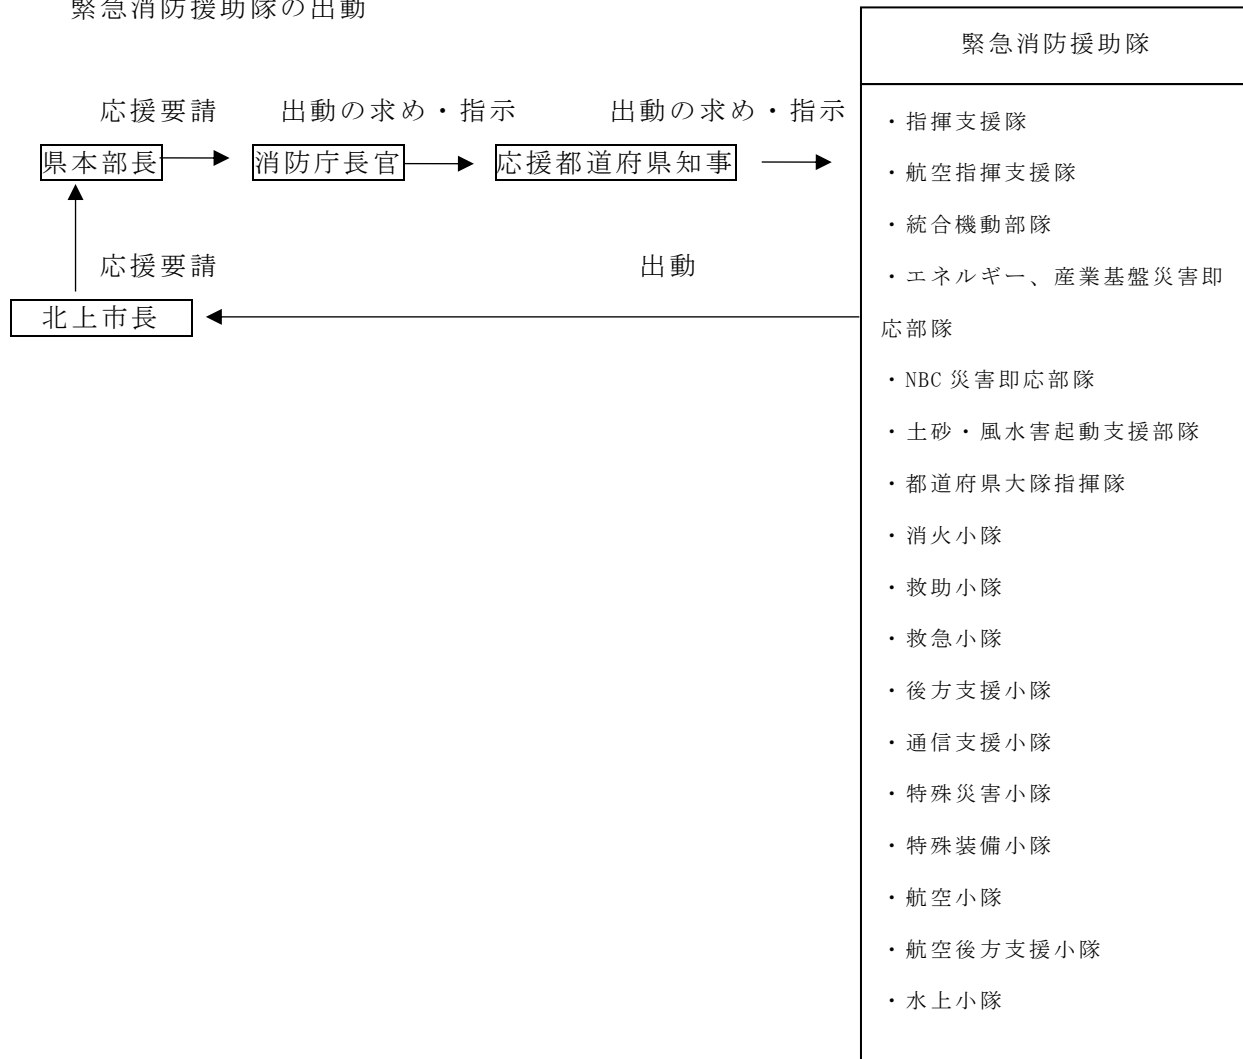 緊急消防援助隊の出動
緊急消防援助隊
応援要請 出動の求め・指示 出動の求め・指示
県本部長 消防庁長官 応援都道府県知事
応援要請 出動
北上市長
・指揮支援隊
・航空指揮支援隊
・統合機動部隊
・エネルギー、産業基盤災害即
応部隊
・NBC 災害即応部隊
・土砂・風水害起動支援部隊
・都道府県大隊指揮隊
・消火小隊
・救助小隊
・救急小隊
・後方支援小隊
・通信支援小隊
・特殊災害小隊
・特殊装備小隊
・航空小隊
・航空後方支援小隊
・水上小隊